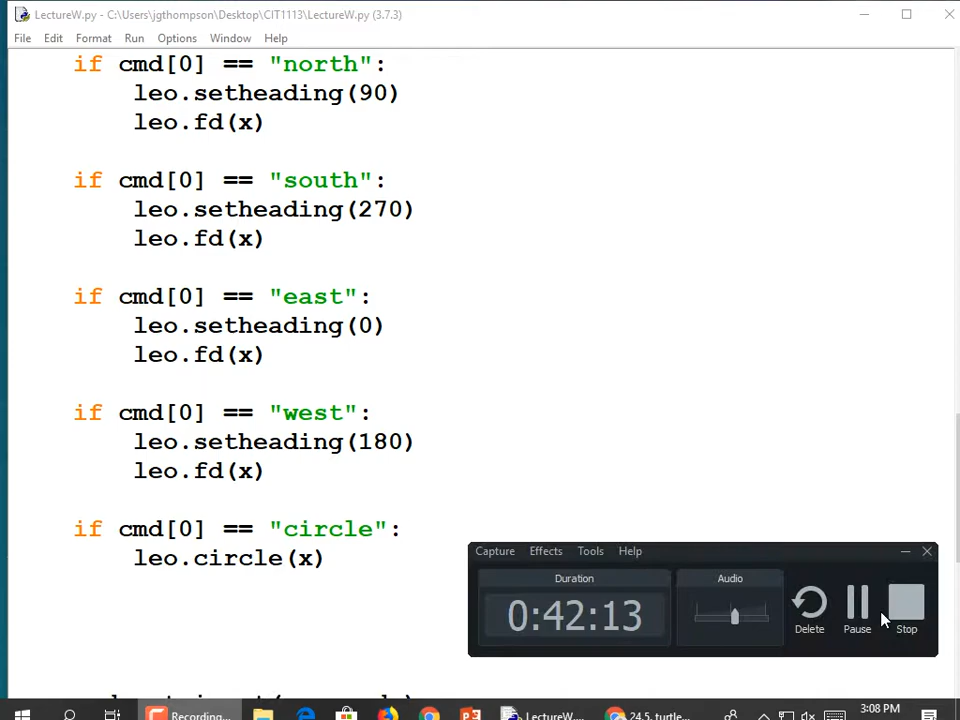 LectureW.py - C:\Users\jgthompson\Desktop\CIT1113\LectureW.py (3.7.3)
File Edit Format Run Options Window Help
if cmd[0] == "north":
leo.setheading(90)
leo.fd(x)
if cmd[0] == "south":
leo.setheading(270)
leo.fd(x)
if cmd[0] == "east":
leo.setheading(0)
leo.fd(x)
if cmd[0] == "west":
leo.setheading(180)
leo.fd(x)
if cmd[0] == "circle":
leo.circle(x)
Capture Effects Tools Help
Duration Audio
0:42:13
Delete Pause Stop
Recording... LectureW.... 24.5. turtle... 3:08 PM